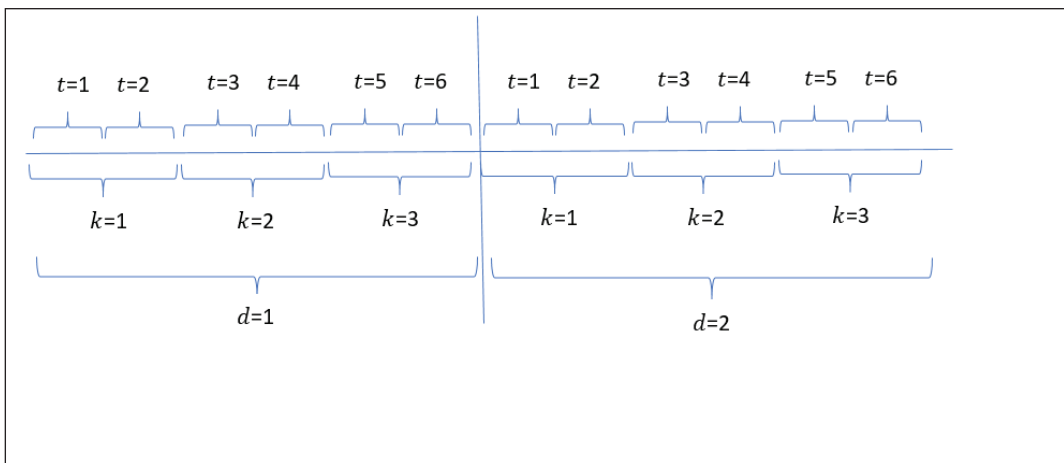 t=1 t=2 t=3 t=4 t=5 t=6 t=1 t=2 t=3 t=4 t=5 t=6
k=1 k=2 k=3 k=1 k=2 k=3
d=1 d=2